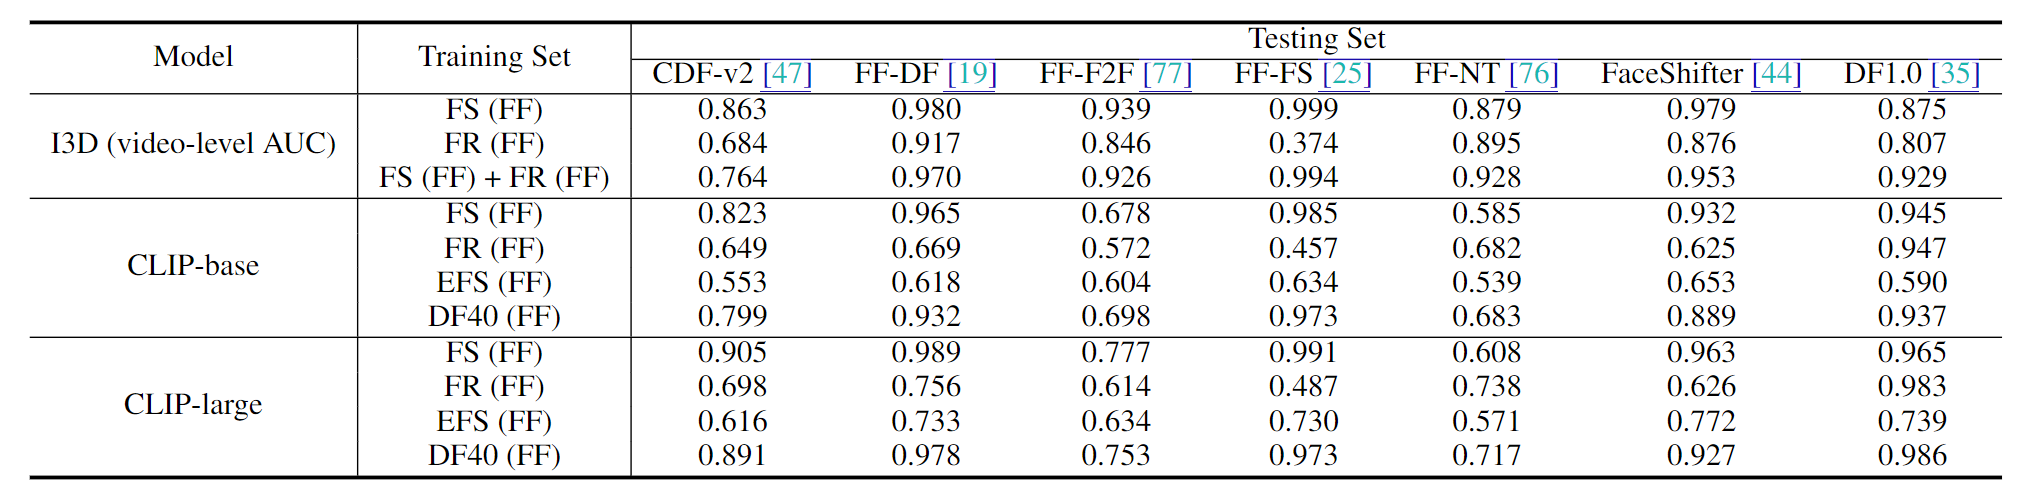 Model Training Set Testing Set
CDF-v2 [47] FF-DF [19] FF-F2F [77] FF-FS [25] FF-NT [76] FaceShifter [44] DF1.0 [35]
I3D (video-level AUC)
FS (FF) 0.863 0.980 0.939 0.999 0.879 0.979 0.875
FR (FF) 0.684 0.917 0.846 0.374 0.895 0.876 0.807
FS (FF) + FR (FF) 0.764 0.970 0.926 0.994 0.928 0.953 0.929
CLIP-base
FS (FF) 0.823 0.965 0.678 0.985 0.585 0.932 0.945
FR (FF) 0.649 0.669 0.572 0.457 0.682 0.625 0.947
EFS (FF) 0.553 0.618 0.604 0.634 0.539 0.653 0.590
DF40 (FF) 0.799 0.932 0.698 0.973 0.683 0.889 0.937
CLIP-large
FS (FF) 0.905 0.989 0.777 0.991 0.608 0.963 0.965
FR (FF) 0.698 0.756 0.614 0.487 0.738 0.626 0.983
EFS (FF) 0.616 0.733 0.634 0.730 0.571 0.772 0.739
DF40 (FF) 0.891 0.978 0.753 0.973 0.717 0.927 0.986